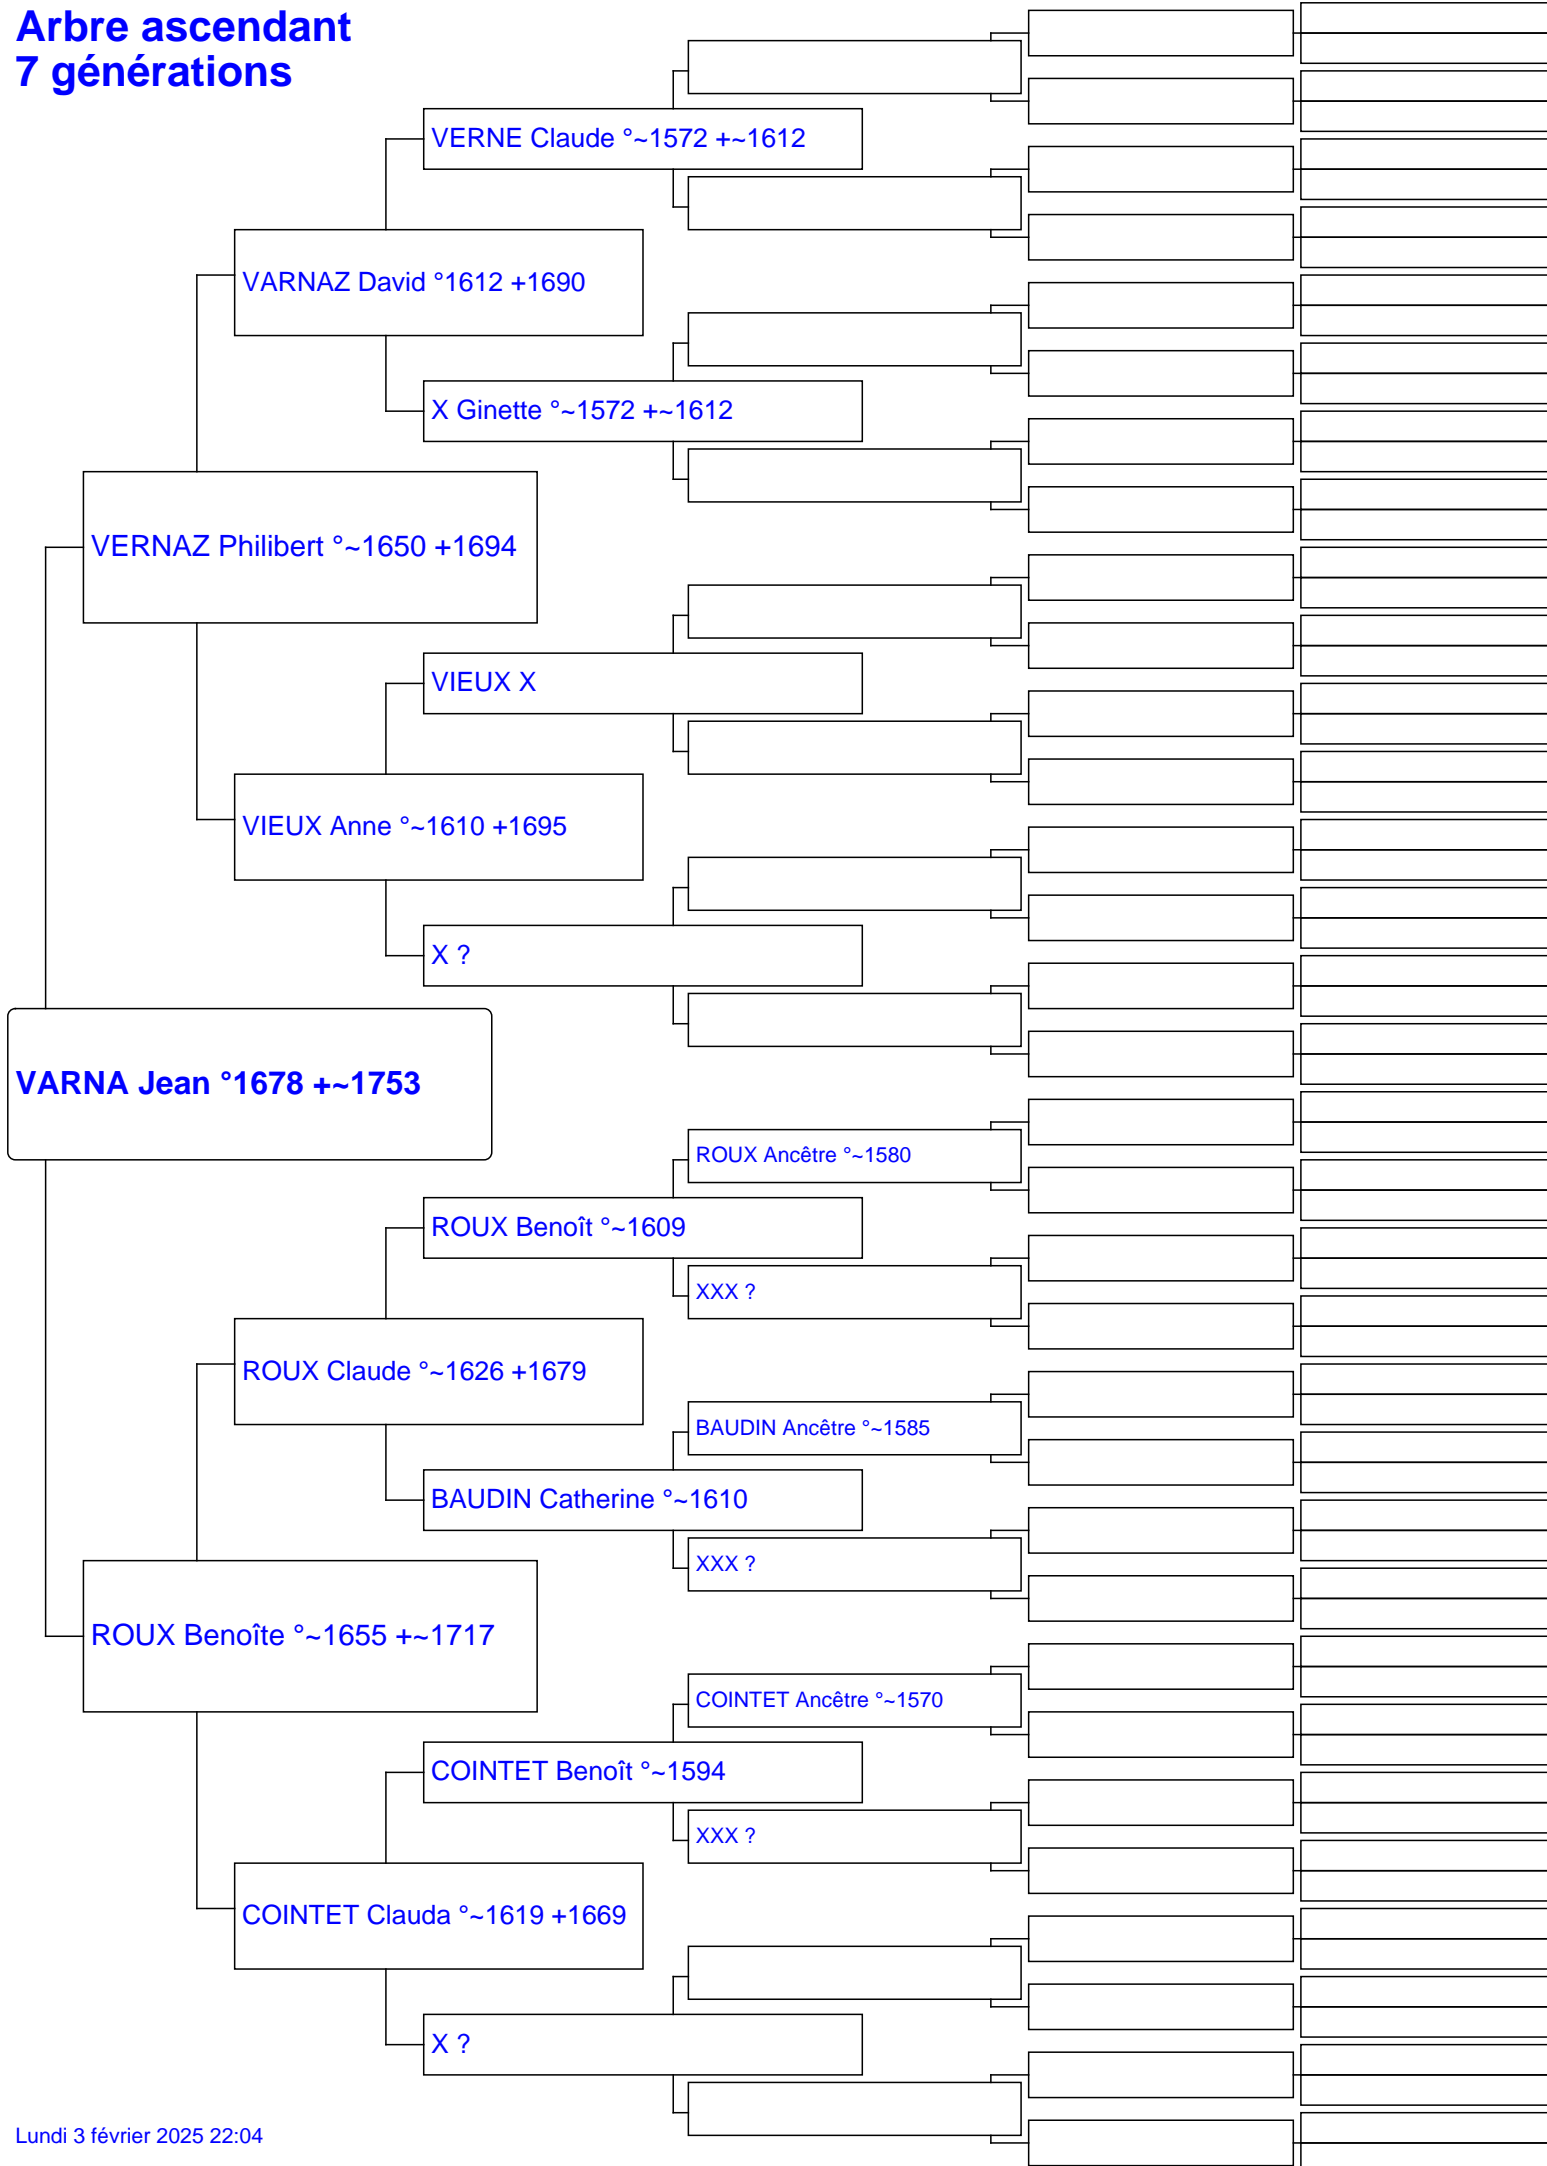 Arbre ascendant
7 générations
VERNE Claude °~1572 +~1612
VARNAZ David °1612 +1690
X Ginette °~1572 +~1612
VERNAZ Philibert °~1650 +1694
VIEUX X
VIEUX Anne °~1610 +1695
X ?
VARNA Jean °1678 +~1753
ROUX Ancêtre °~1580
ROUX Benoît °~1609
XXX ?
ROUX Claude °~1626 +1679
BAUDIN Ancêtre °~1585
BAUDIN Catherine °~1610
XXX ?
ROUX Benoîte °~1655 +~1717
COINTET Ancêtre °~1570
COINTET Benoît °~1594
XXX ?
COINTET Clauda °~1619 +1669
X ?
Lundi 3 février 2025 22:04